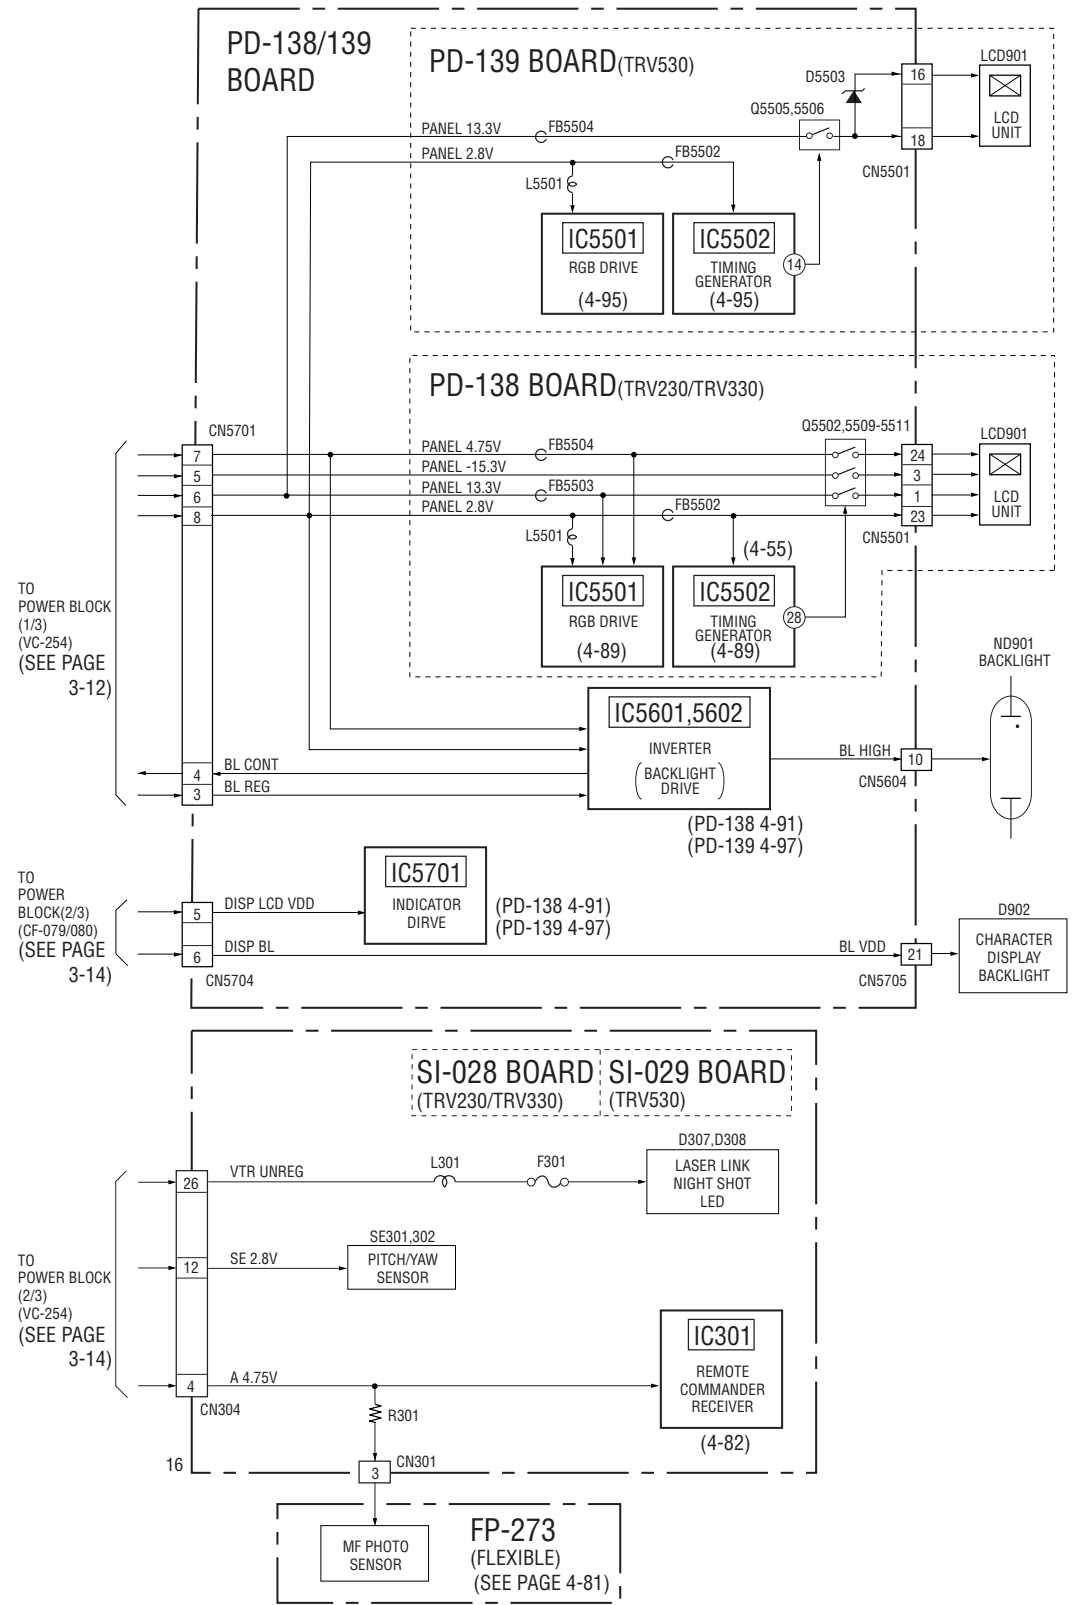 PD-138/139
BOARD
PD-139 BOARD(TRV530)
D5503
16
LCD901
LCD
UNIT
Q5505,5506
PANEL 13.3V
FB5504
18
CN5501
PANEL 2.8V
FB5502
L5501
IC5501
RGB DRIVE
(4-95)
IC5502
TIMING
GENERATOR
(4-95)
14
PD-138 BOARD(TRV230/TRV330)
Q5502,5509-5511
CN5701
7
PANEL 4.75V
FB5504
24
LCD901
5
PANEL -15.3V
3
6
PANEL 13.3V
FB5503
1
LCD
UNIT
8
PANEL 2.8V
FB5502
23
CN5501
L5501
(4-55)
IC5501
RGB DRIVE
(4-89)
IC5502
TIMING
GENERATOR
(4-89)
28
TO
POWER BLOCK
(1/3)
(VC-254)
(SEE PAGE
3-12)
ND901
BACKLIGHT
IC5601,5602
INVERTER
BACKLIGHT
DRIVE
BL HIGH
10
CN5604
4
BL CONT
3
BL REG
(PD-138 4-91)
(PD-139 4-97)
TO
POWER
BLOCK(2/3)
(CF-079/080)
(SEE PAGE
3-14)
5
DISP LCD VDD
IC5701
INDICATOR
DIRVE
(PD-138 4-91)
(PD-139 4-97)
6
DISP BL
CN5704
BL VDD
21
CN5705
D902
CHARACTER
DISPLAY
BACKLIGHT
SI-028 BOARD
(TRV230/TRV330)
SI-029 BOARD
(TRV530)
26
VTR UNREG
L301
F301
D307,D308
LASER LINK
NIGHT SHOT
LED
12
SE 2.8V
SE301,302
PITCH/YAW
SENSOR
TO
POWER BLOCK
(2/3)
(VC-254)
(SEE PAGE
3-14)
4
A 4.75V
CN304
IC301
REMOTE
COMMANDER
RECEIVER
(4-82)
R301
16
3
CN301
MF PHOTO
SENSOR
FP-273
(FLEXIBLE)
(SEE PAGE 4-81)